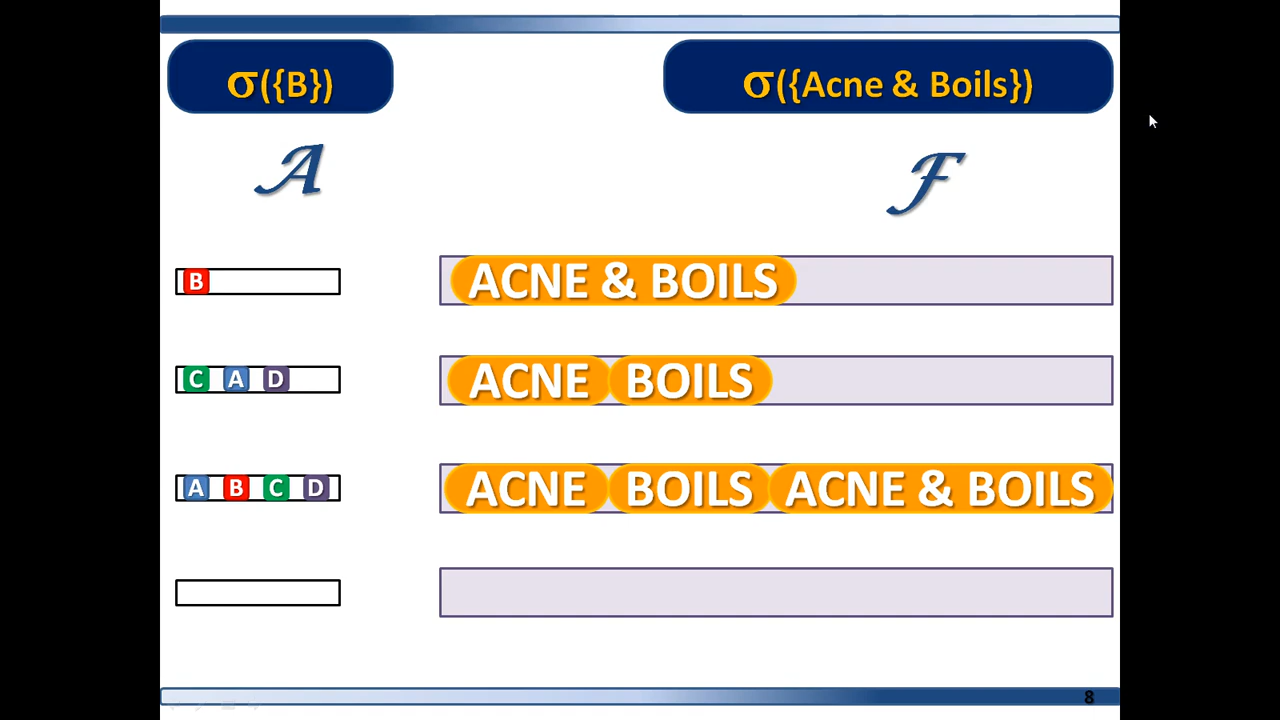 σ({B})
σ({Acne & Boils})
𝒜
ℱ
B
ACNE & BOILS
C A D
ACNE BOILS
A B C D
ACNE BOILS ACNE & BOILS
8